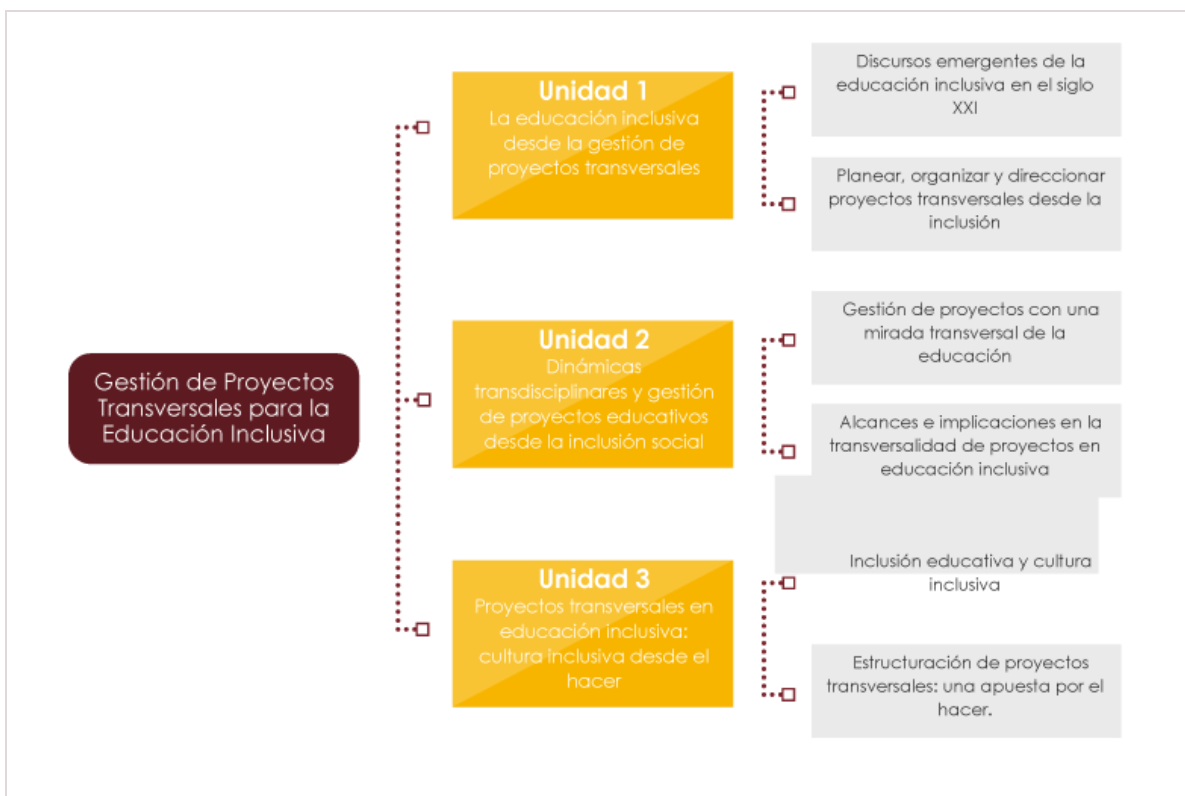 Gestión de Proyectos
Transversales para la
Educación Inclusiva
Unidad 1
La educación inclusiva
desde la gestión de
proyectos transversales
Discursos emergentes de la
educación inclusiva en el siglo
XXI
Planear, organizar y direccionar
proyectos transversales desde la
inclusión
Unidad 2
Dinámicas
transdisciplinares y gestión
de proyectos educativos
desde la inclusión social
Gestión de proyectos con una
mirada transversal de la
educación
Alcances e implicaciones en la
transversalidad de proyectos en
educación inclusiva
Unidad 3
Proyectos transversales en
educación inclusiva:
cultura inclusiva desde el
hacer
Inclusión educativa y cultura
inclusiva
Estructuración de proyectos
transversales: una apuesta por el
hacer.